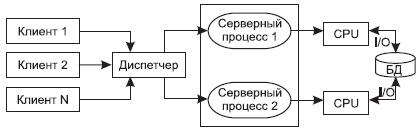 Клиент 1
Клиент 2
Клиент N
Диспетчер
Серверный
процесс 1
Серверный
процесс 2
CPU
CPU
I/O
БД
I/O